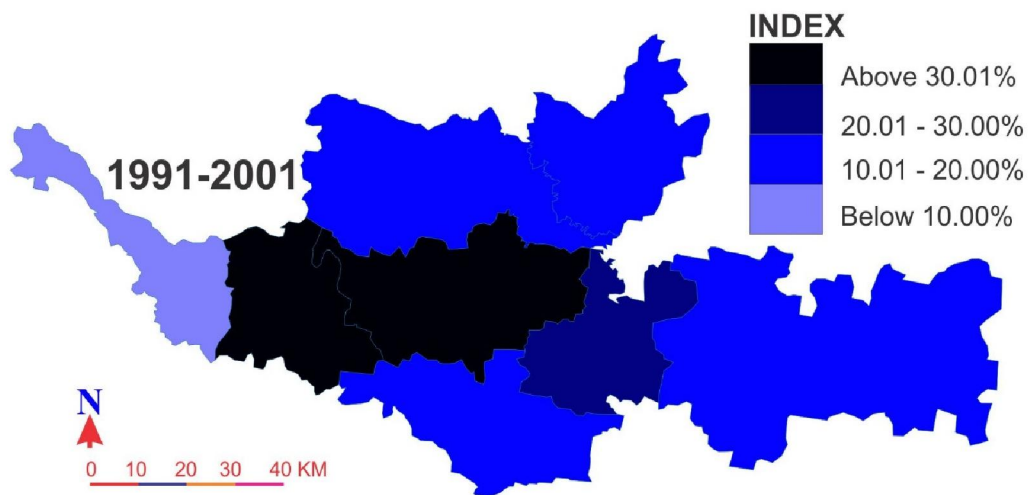 INDEX
Above 30.01%
20.01 - 30.00%
10.01 - 20.00%
Below 10.00%
1991-2001
N
0 10 20 30 40 KM